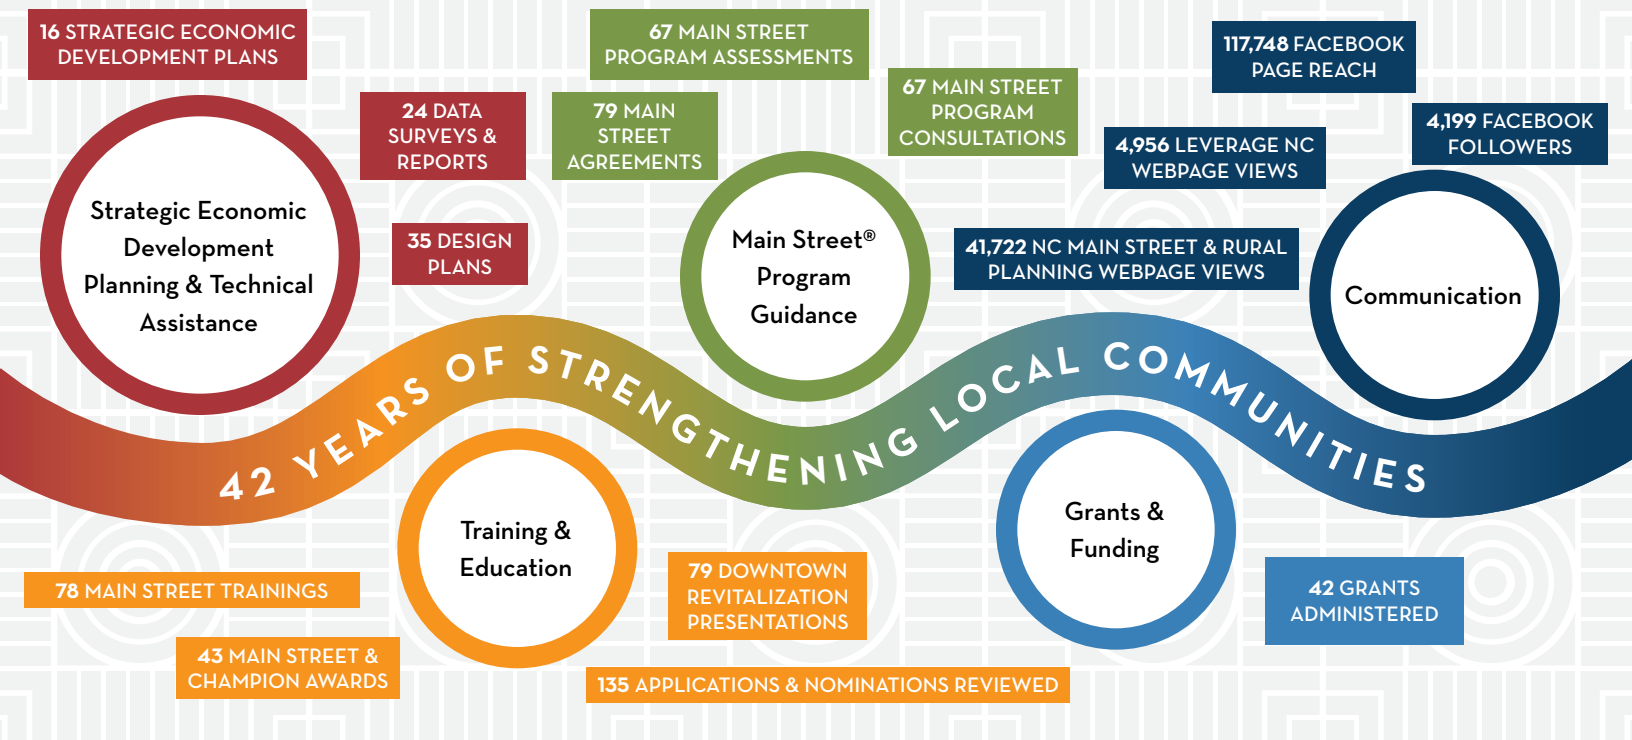 16 STRATEGIC ECONOMIC
DEVELOPMENT PLANS
24 DATA
SURVEYS &
REPORTS
35 DESIGN
PLANS
Strategic Economic
Development
Planning & Technical
Assistance
67 MAIN STREET
PROGRAM ASSESSMENTS
79 MAIN
STREET
AGREEMENTS
67 MAIN STREET
PROGRAM
CONSULTATIONS
Main Street®
Program
Guidance
117,748 FACEBOOK
PAGE REACH
4,199 FACEBOOK
FOLLOWERS
4,956 LEVERAGE NC
WEBPAGE VIEWS
41,722 NC MAIN STREET & RURAL
PLANNING WEBPAGE VIEWS
Communication
42 YEARS OF STRENGTHENING LOCAL COMMUNITIES
Training &
Education
78 MAIN STREET TRAININGS
43 MAIN STREET &
CHAMPION AWARDS
79 DOWNTOWN
REVITALIZATION
PRESENTATIONS
135 APPLICATIONS & NOMINATIONS REVIEWED
Grants &
Funding
42 GRANTS
ADMINISTERED